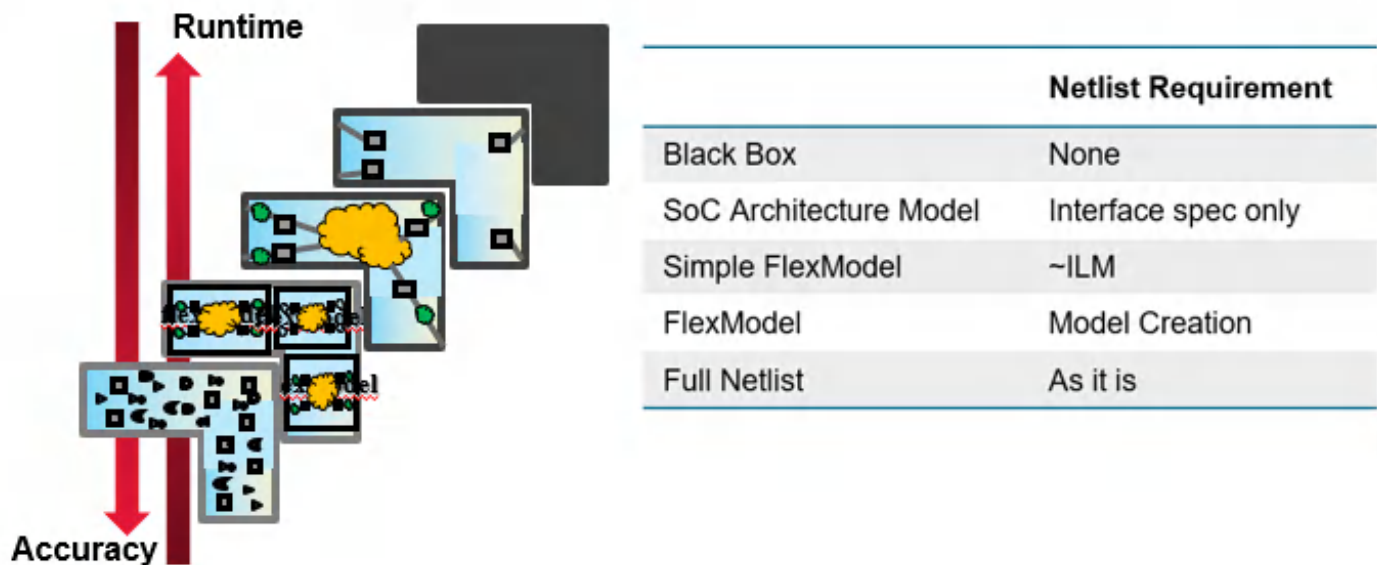 Runtime
Netlist Requirement
Black Box None
SoC Architecture Model Interface spec only
Simple FlexModel ~ILM
FlexModel Model Creation
Full Netlist As it is
Accuracy